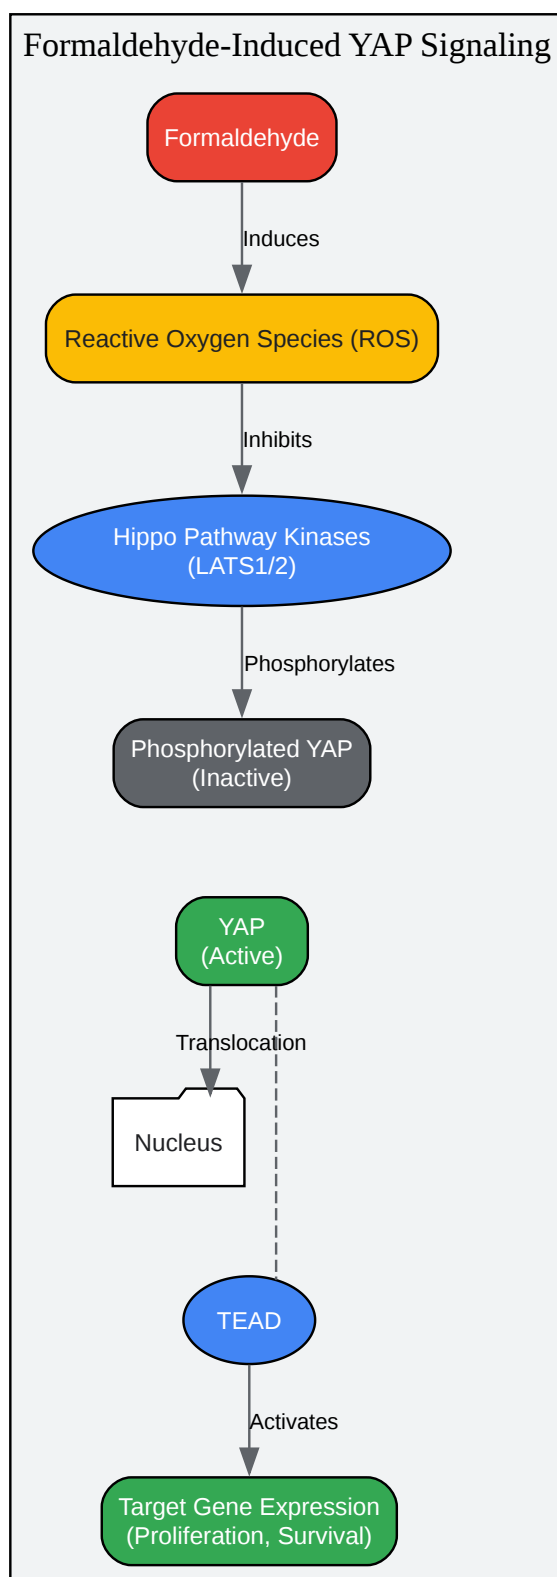 Formaldehyde-Induced YAP Signaling
Formaldehyde
Induces
Reactive Oxygen Species (ROS)
Inhibits
Hippo Pathway Kinases
(LATS1/2)
Phosphorylates
Phosphorylated YAP
(Inactive)
YAP
(Active)
Translocation
Nucleus
TEAD
Activates
Target Gene Expression
(Proliferation, Survival)